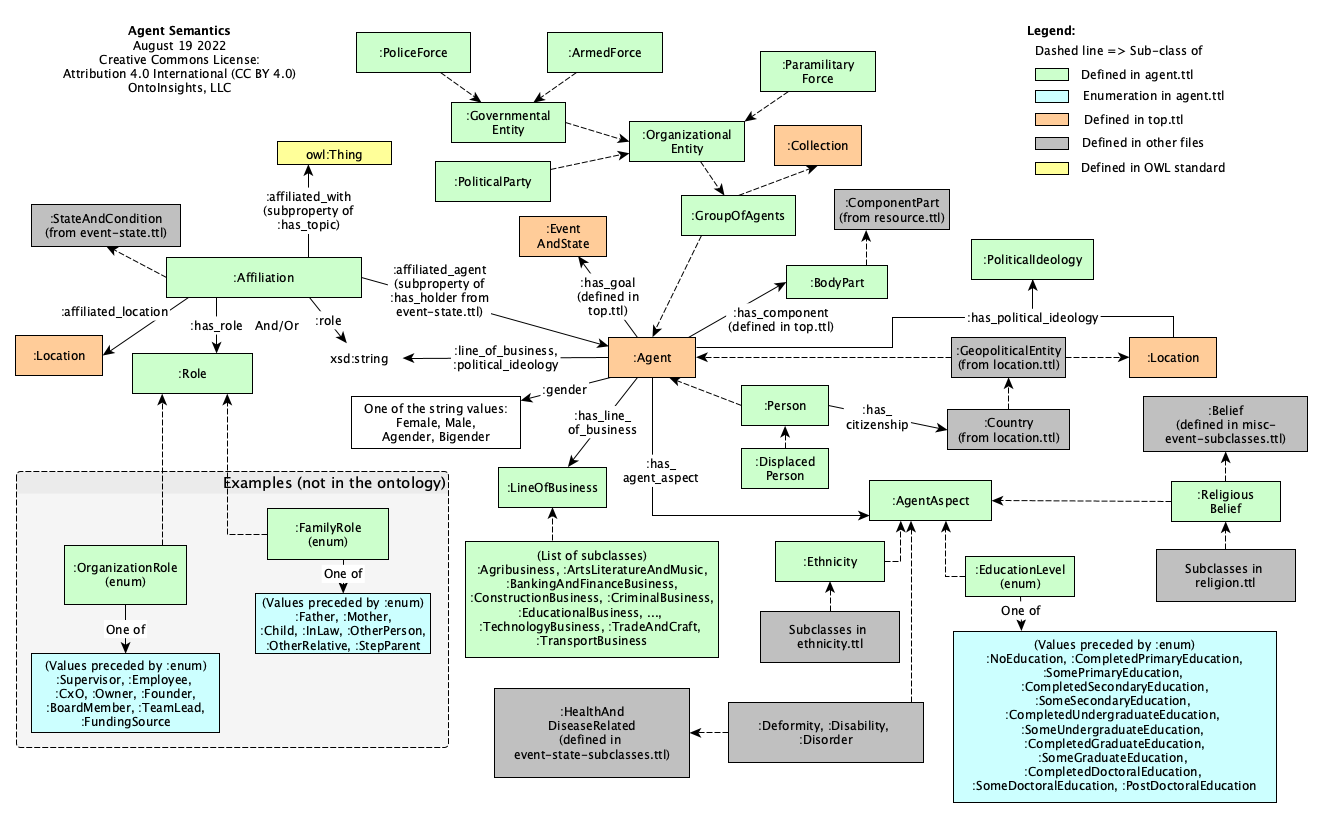 Agent Semantics
August 19 2022
Creative Commons License:
Attribution 4.0 International (CC BY 4.0)
OntoInsights, LLC
:PoliceForce
:ArmedForce
:Paramilitary
Force
:Governmental
Entity
:Organizational
Entity
:PoliticalParty
:Collection
:GroupOfAgents
Legend:
Dashed line => Sub-class of
Defined in agent.ttl
Enumeration in agent.ttl
Defined in top.ttl
Defined in other files
Defined in OWL standard
owl:Thing
:affiliated_with
(subproperty of
:has_topic)
:StateAndCondition
(from event-state.ttl)
:Affiliation
:affiliated_location
:has_role
And/Or
:role
:Location
:Role
xsd:string
:affiliated_agent
(subproperty of
:has_holder from
event-state.ttl)
:Event
AndState
:has_goal
(defined in
top.ttl)
:ComponentPart
(from resource.ttl)
:BodyPart
:has_component
(defined in top.ttl)
:PoliticalIdeology
:has_political_ideology
:line_of_business,
:political_ideology
:Agent
:GeopoliticalEntity
(from location.ttl)
:Location
:gender
One of the string values:
Female, Male,
Agender, Bigender
:has_line_
of_business
:Person
:has_
citizenship
:Country
(from location.ttl)
:Displaced
Person
:Belief
(defined in misc-
event-subclasses.ttl)
:LineOfBusiness
:has_
agent_aspect
:AgentAspect
:Religious
Belief
Subclasses in
religion.ttl
Examples (not in the ontology)
:FamilyRole
(enum)
:OrganizationRole
(enum)
One of
(Values preceded by :enum)
:Father, :Mother,
:Child, :InLaw, :OtherPerson,
:OtherRelative, :StepParent
One of
(Values preceded by :enum)
:Supervisor, :Employee,
:CxO, :Owner, :Founder,
:BoardMember, :TeamLead,
:FundingSource
(List of subclasses)
:Agribusiness, :ArtsLiteratureAndMusic,
:BankingAndFinanceBusiness,
:ConstructionBusiness, :CriminalBusiness,
:EducationalBusiness, ...,
:TechnologyBusiness, :TradeAndCraft,
:TransportBusiness
:Ethnicity
Subclasses in
ethnicity.ttl
:EducationLevel
(enum)
One of
(Values preceded by :enum)
:NoEducation, :CompletedPrimaryEducation,
:SomePrimaryEducation,
:CompletedSecondaryEducation,
:SomeSecondaryEducation,
:CompletedUndergraduateEducation,
:SomeUndergraduateEducation,
:CompletedGraduateEducation,
:SomeGraduateEducation,
:CompletedDoctoralEducation,
:SomeDoctoralEducation, :PostDoctoralEducation
:HealthAnd
DiseaseRelated
(defined in
event-state-subclasses.ttl)
:Deformity, :Disability,
:Disorder